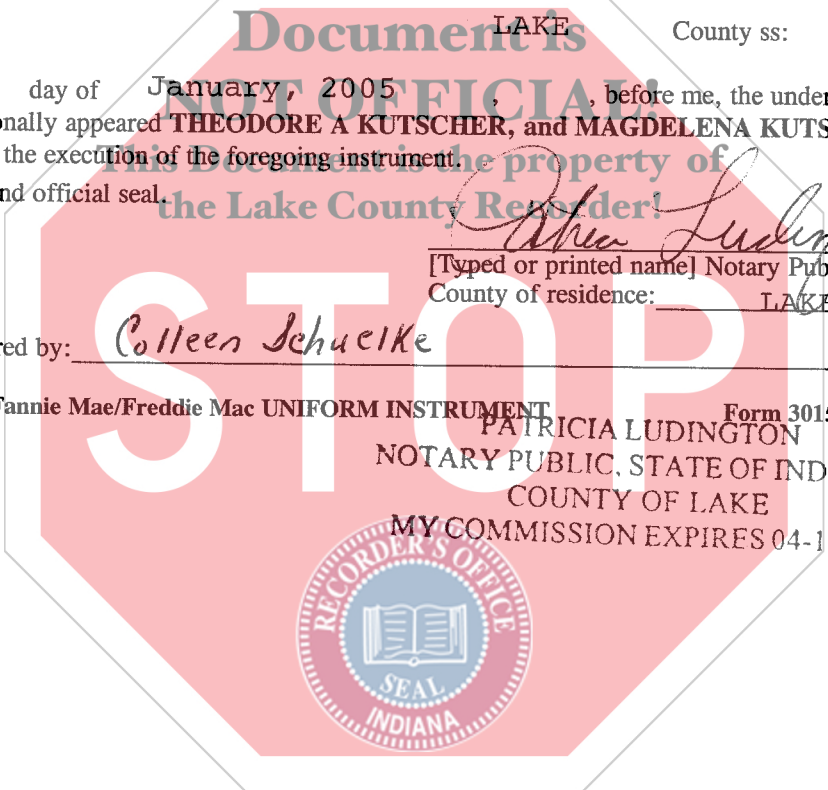 Document is
LAKE County ss:
NOT OFFICIAL!
day of January, 2005 , , before me, the under
onally appeared THEODORE A KUTSCHER, and MAGDELENA KUTS
the execution of the foregoing instrument.
This Document is the property of
nd official seal.
the Lake County Recorder!
[Typed or printed name] Notary Pub
County of residence: LAKE
STOP
red by: Colleen Schuelke
Fannie Mae/Freddie Mac UNIFORM INSTRUMENT Form 3015
PATRICIA LUDINGTON
NOTARY PUBLIC, STATE OF IND
COUNTY OF LAKE
MY COMMISSION EXPIRES 04-1
RECORDER'S OFFICE
SEAL
INDIANA